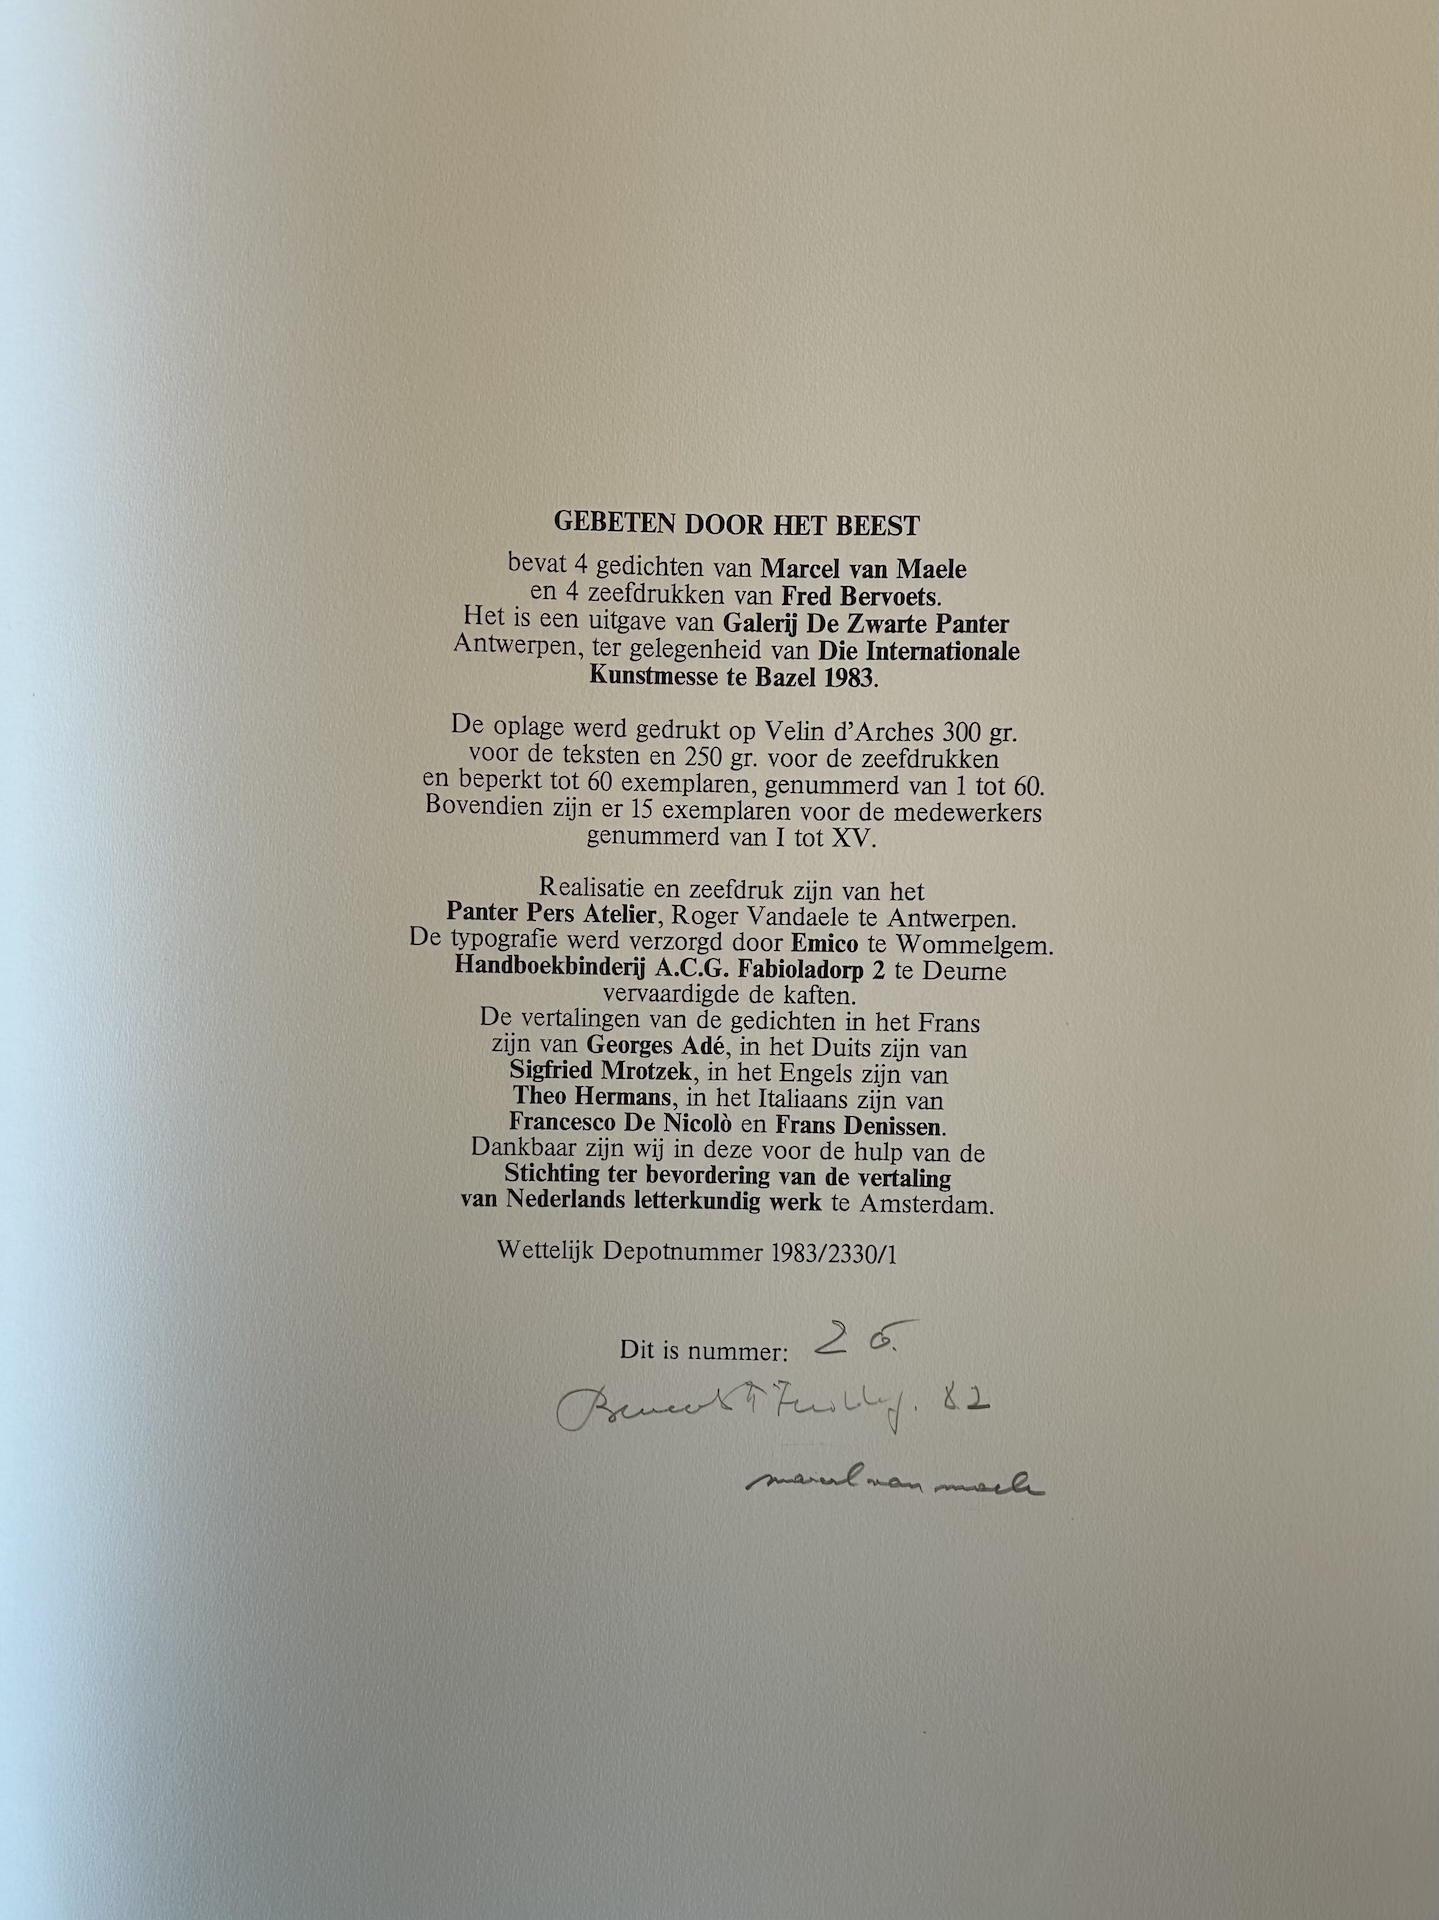 GEBETEN DOOR HET BEEST
bevat 4 gedichten van Marcel van Maele
en 4 zeefdrukken van Fred Bervoets.
Het is een uitgave van Galerij De Zwarte Panter
Antwerpen, ter gelegenheid van Die Internationale
Kunstmesse te Bazel 1983.
De oplage werd gedrukt op Velin d'Arches 300 gr.
voor de teksten en 250 gr. voor de zeefdrukken
en beperkt tot 60 exemplaren, genummerd van 1 tot 60.
Bovendien zijn er 15 exemplaren voor de medewerkers
genummerd van I tot XV.
Realisatie en zeefdruk zijn van het
Panter Pers Atelier, Roger Vandaele te Antwerpen.
De typografie werd verzorgd door Emico te Wommelgem.
Handboekbinderij A.C.G. Fabioladorp 2 te Deurne
vervaardigde de kaften.
De vertalingen van de gedichten in het Frans
zijn van Georges Adé, in het Duits zijn van
Sigfried Mrotzek, in het Engels zijn van
Theo Hermans, in het Italiaans zijn van
Francesco De Nicolò en Frans Denissen.
Dankbaar zijn wij in deze voor de hulp van de
Stichting ter bevordering van de vertaling
van Nederlands letterkundig werk te Amsterdam.
Wettelijk Depotnummer 1983/2330/1
Dit is nummer: 26.
82
marcel van maele